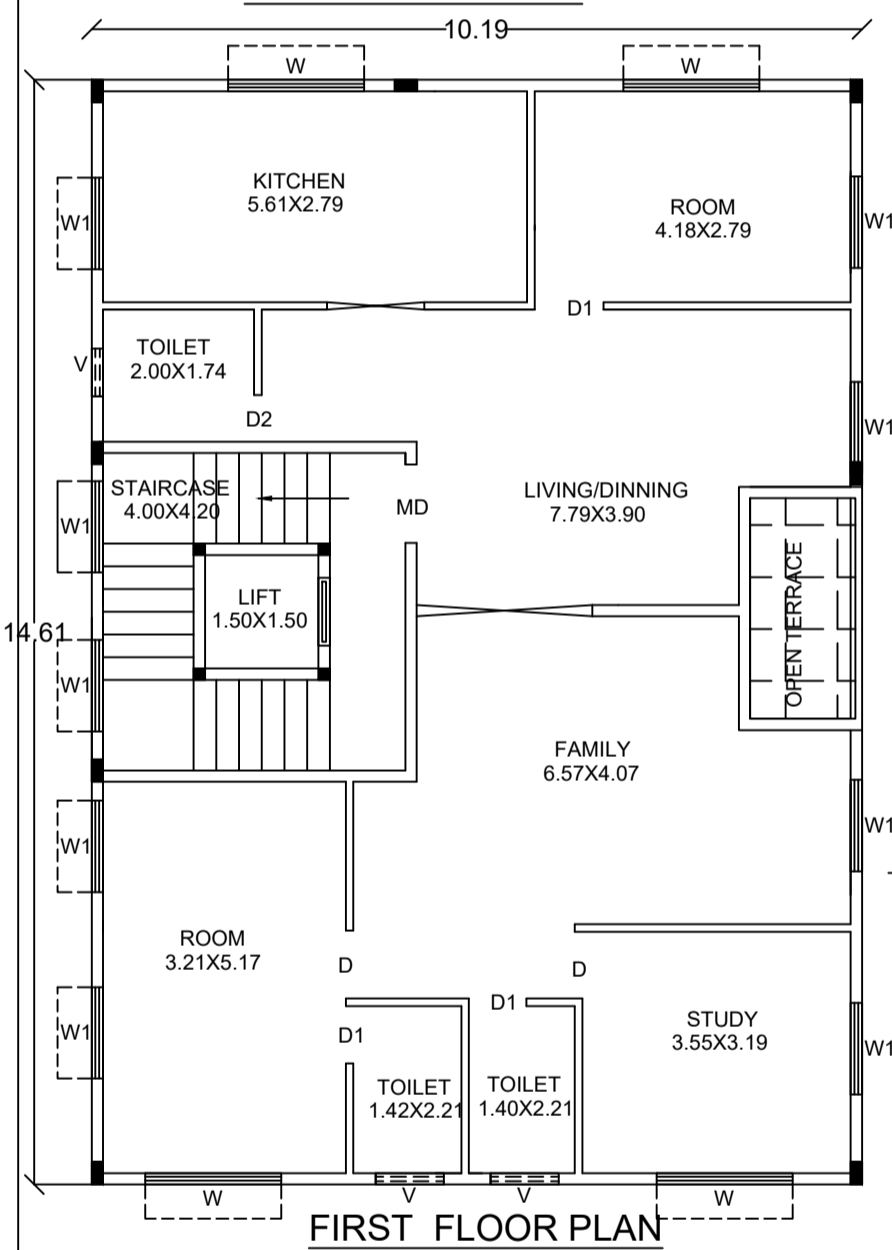 10.19
W
W
KITCHEN
5.61X2.79
ROOM
4.18X2.79
W1
W1
D1
TOILET
2.00X1.74
V
D2
W1
STAIRCASE
4.00X4.20
W1
MD
LIVING/DINNING
7.79X3.90
OPEN TERRACE
LIFT
1.50X1.50
14.61
W1
FAMILY
6.57X4.07
W1
W1
ROOM
3.21X5.17
D
D
D1
D1
W1
STUDY
3.55X3.19
W1
TOILET
1.42X2.21
TOILET
1.40X2.21
W
V
V
W
FIRST FLOOR PLAN